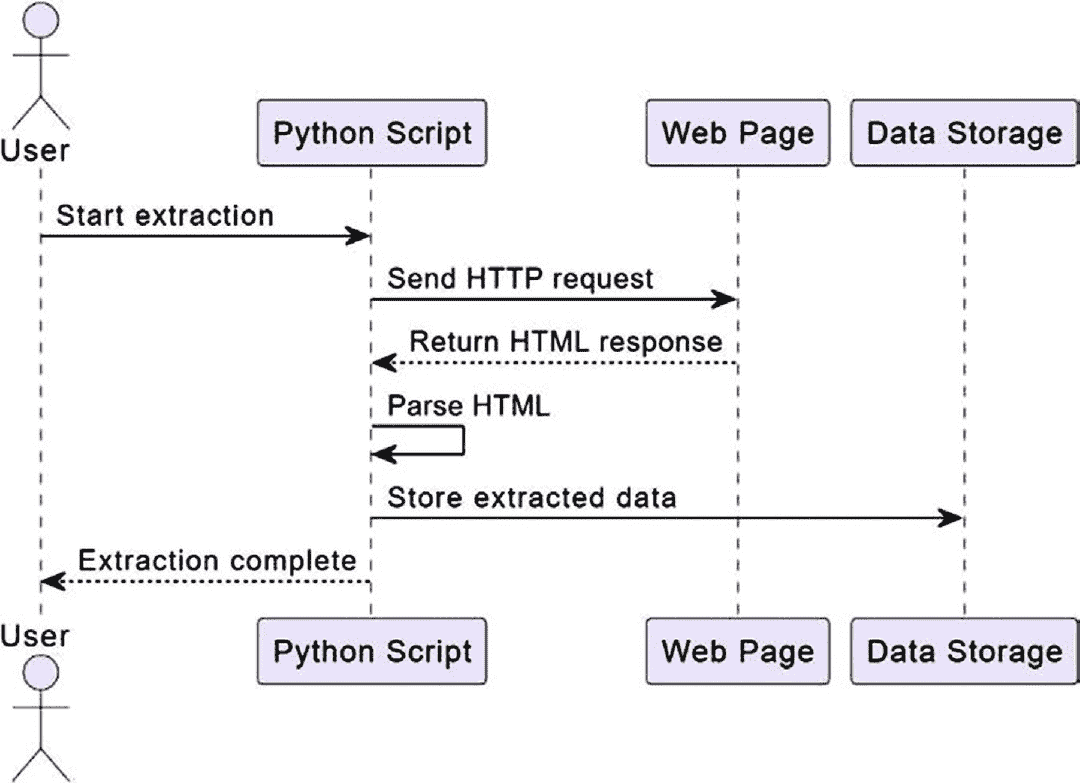 User
Python Script
Web Page
Data Storage
Start extraction
Send HTTP request
Return HTML response
Parse HTML
Store extracted data
Extraction complete
User
Python Script
Web Page
Data Storage